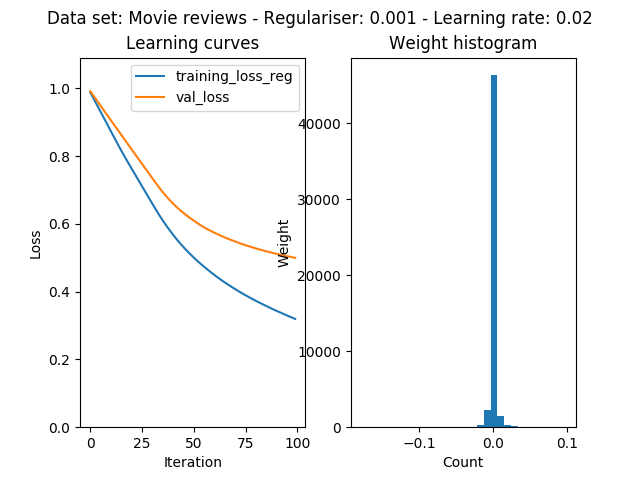 Data set: Movie reviews - Regulariser: 0.001 - Learning rate: 0.02
Learning curves
training_loss_reg
val_loss
1.0
0.8
0.6
0.4
0.2
0.0
Loss
0
25
50
75
100
Iteration
Weight histogram
40000
30000
20000
10000
0
Weight
−0.1
0.0
0.1
Count